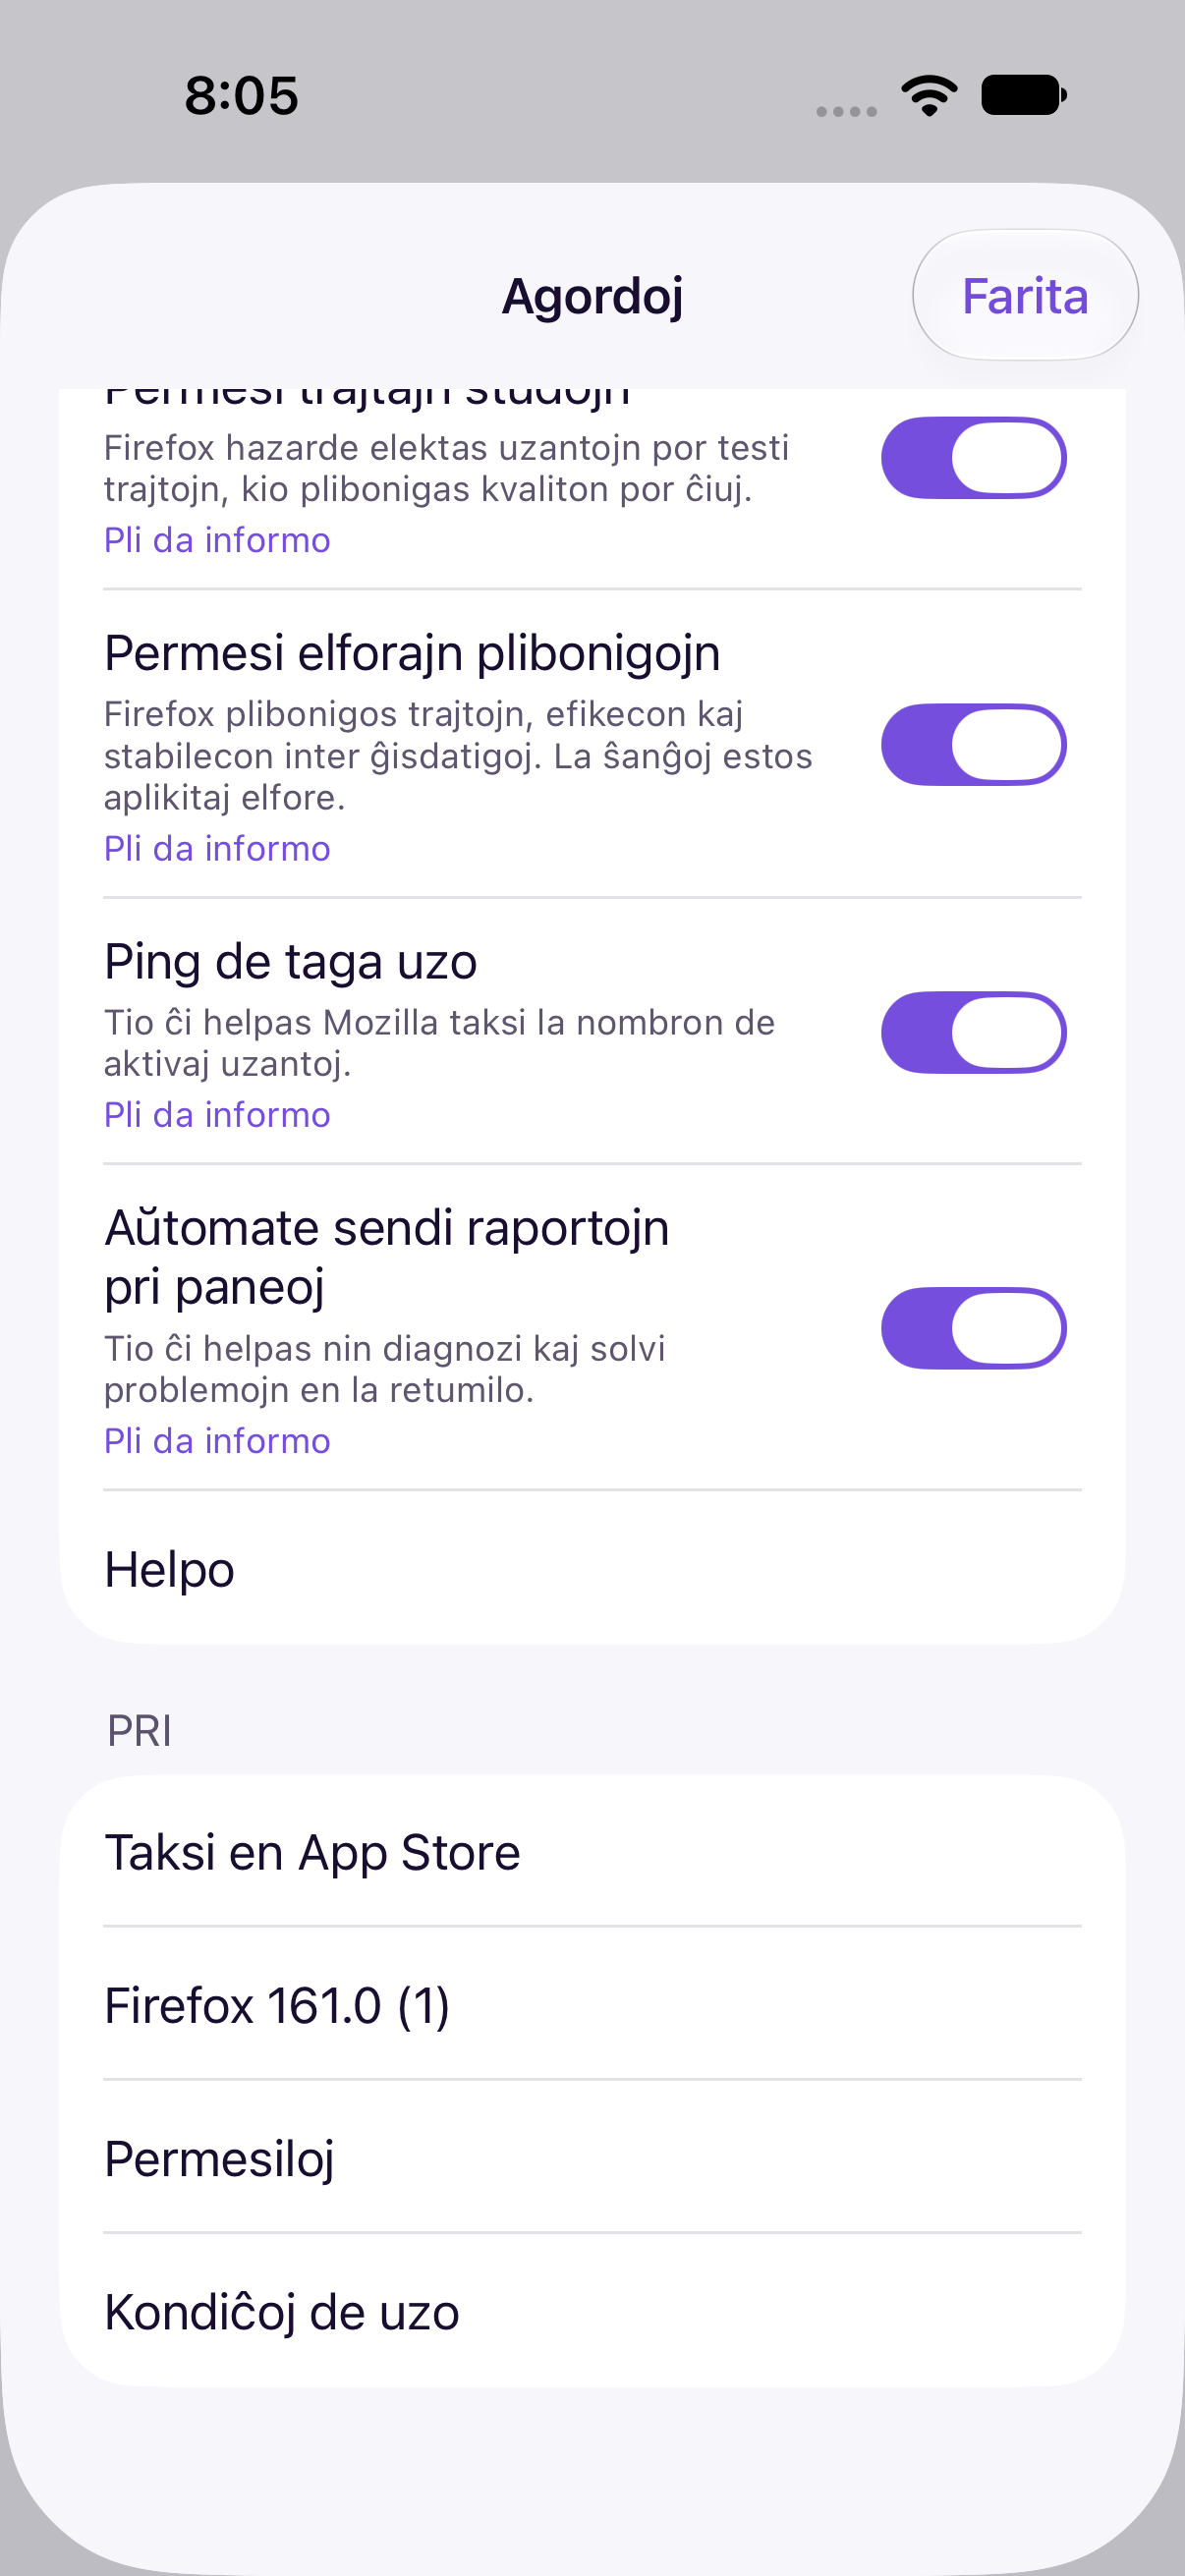 8:05
Agordoj
Farita
Permesi trajtajn studojn
Firefox hazarde elektas uzantojn por testi
trajtojn, kio plibonigas kvaliton por ĉiuj.
Pli da informo
Permesi elforajn plibonigojn
Firefox plibonigos trajtojn, efikecon kaj
stabilecon inter ĝisdatigoj. La ŝanĝoj estos
aplikitaj elfore.
Pli da informo
Ping de taga uzo
Tio ĉi helpas Mozilla taksi la nombron de
aktivaj uzantoj.
Pli da informo
Aŭtomate sendi raportojn
pri paneoj
Tio ĉi helpas nin diagnozi kaj solvi
problemojn en la retumilo.
Pli da informo
Helpo
PRI
Taksi en App Store
Firefox 161.0 (1)
Permesiloj
Kondiĉoj de uzo